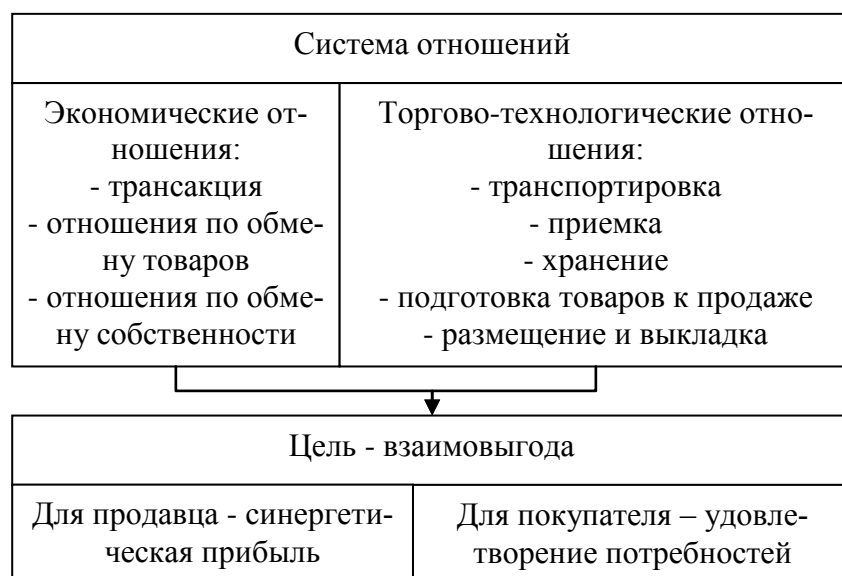 Система отношений
Экономические от-
ношения:
- трансакция
- отношения по обме-
ну товаров
- отношения по обме-
ну собственности
Торгово-технологические отно-
шения:
- транспортировка
- приемка
- хранение
- подготовка товаров к продаже
- размещение и выкладка
Цель - взаимовыгода
Для продавца - синергети-
ческая прибыль
Для покупателя – удовле-
творение потребностей